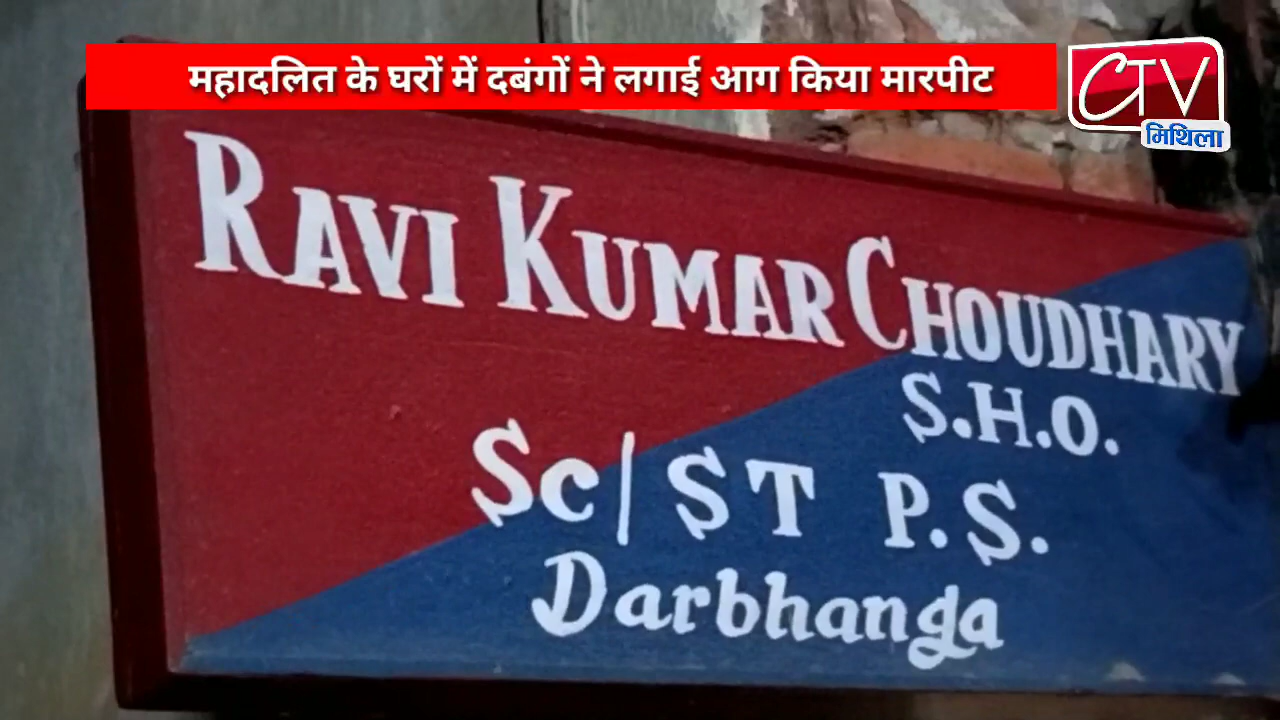 महादलित के घरों में दबंगों ने लगाई आग किया मारपीट
CTV
मिथिला
RAVI KUMAR CHOUDHARY
S.H.O.
Sc/ST P.S.
Darbhanga